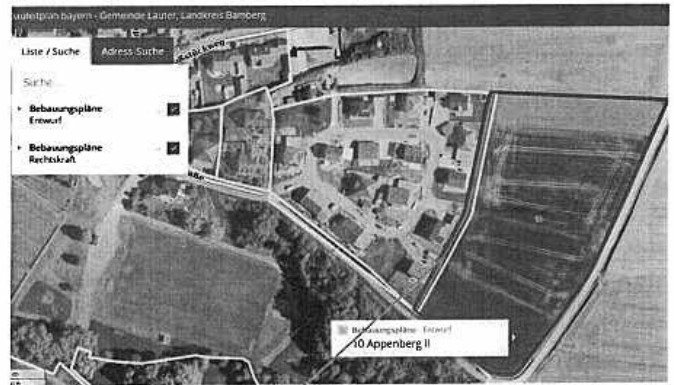 Bauleitplan Bayern - Gemeinde Lauter, Landkreis Bamberg
Liste / Suche
Adress-Suche
Suche...
Bebauungspläne
Entwurf
Bebauungspläne
Rechtskraft
Bebauungspläne - Entwurf
10 Appenberg II